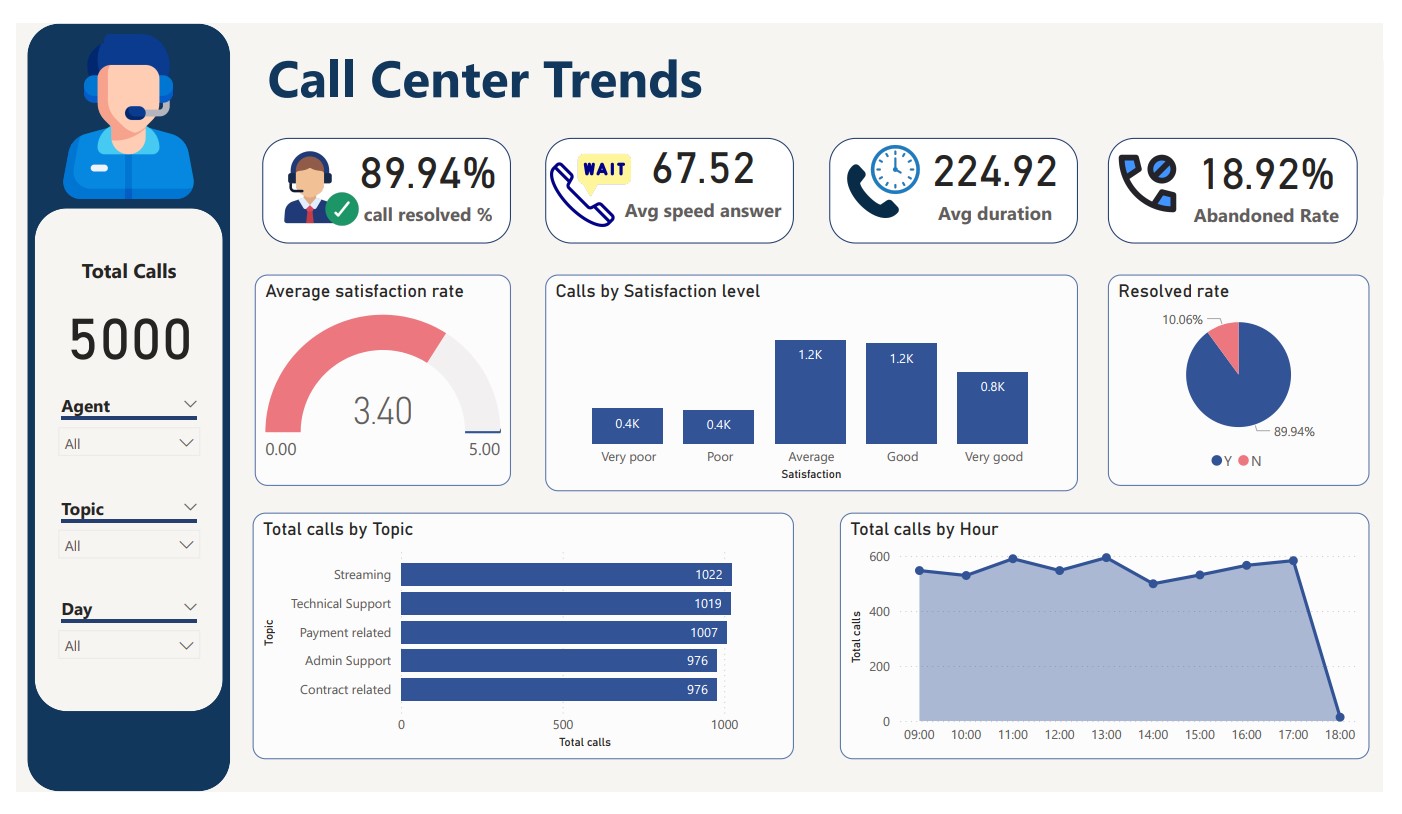 Call Center Trends
89.94%
call resolved %
WAIT
67.52
Avg speed answer
224.92
Avg duration
18.92%
Abandoned Rate
Total Calls
5000
Agent
All
Topic
All
Day
All
Average satisfaction rate
3.40
0.00
5.00
Calls by Satisfaction level
0.4K
0.4K
1.2K
1.2K
0.8K
Very poor
Poor
Average
Good
Very good
Satisfaction
Resolved rate
10.06%
89.94%
Y
N
Total calls by Topic
Topic
Streaming
1022
Technical Support
1019
Payment related
1007
Admin Support
976
Contract related
976
0
500
1000
Total calls
Total calls by Hour
Total calls
600
400
200
0
09:00
10:00
11:00
12:00
13:00
14:00
15:00
16:00
17:00
18:00